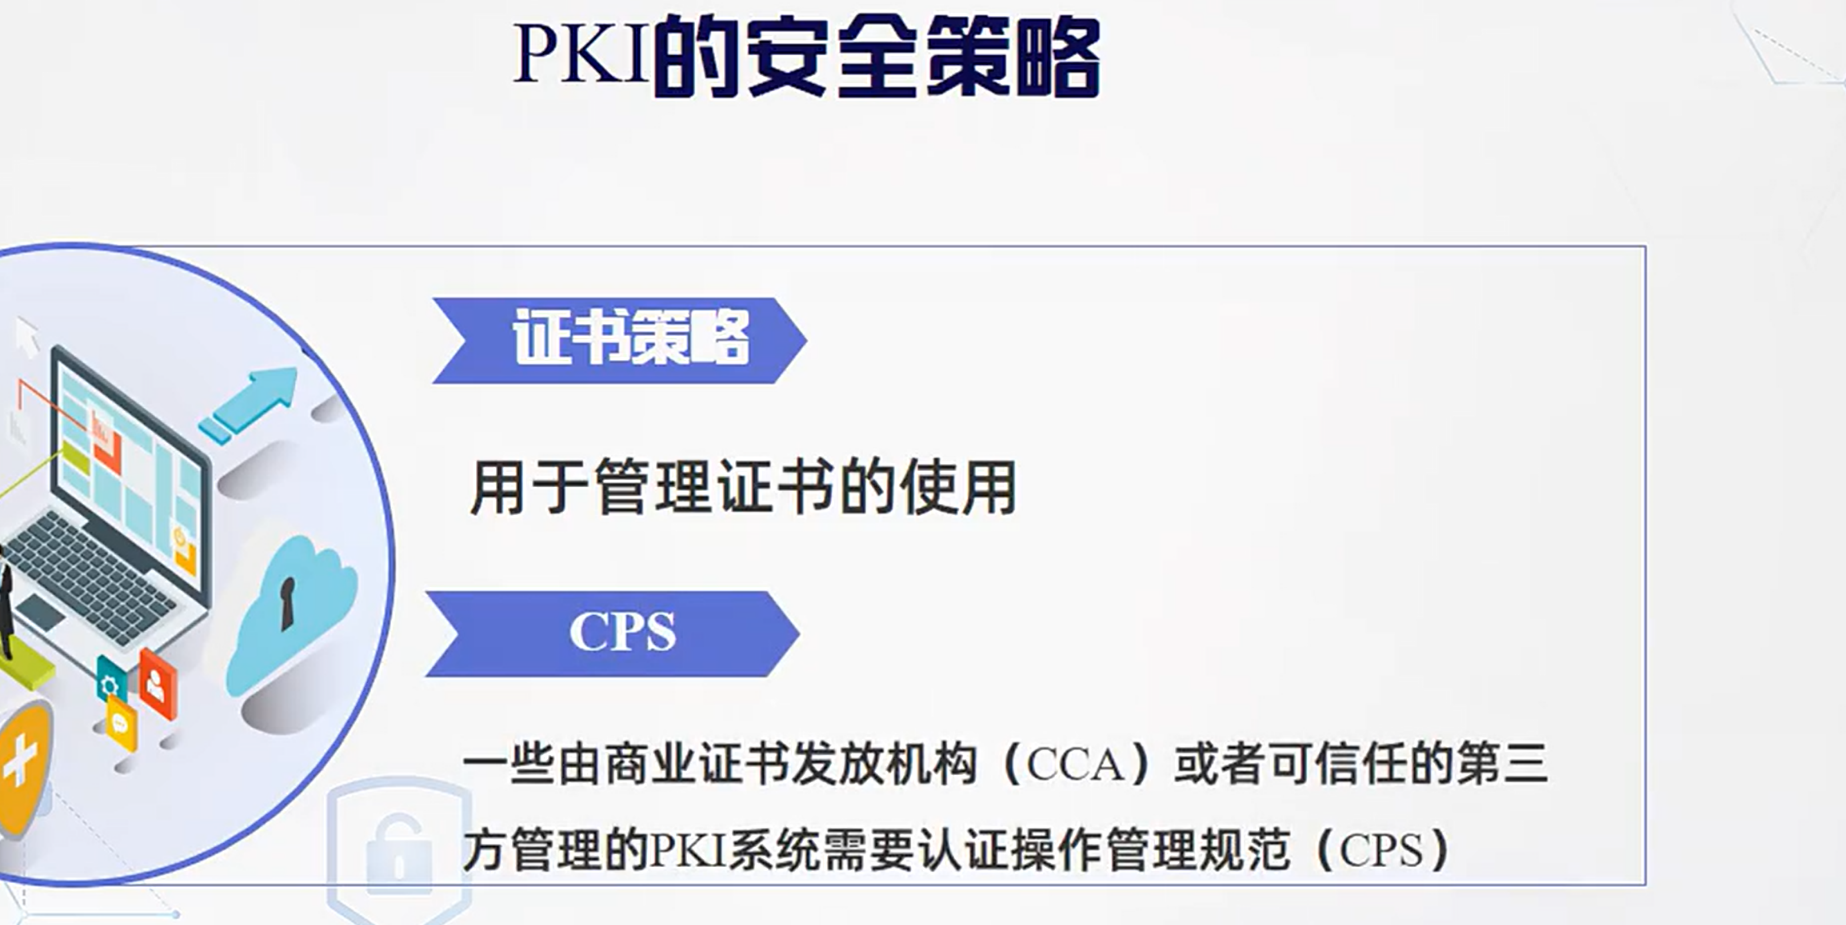 PKI的安全策略
证书策略
用于管理证书的使用
CPS
一些由商业证书发放机构（CCA）或者可信任的第三
方管理的PKI系统需要认证操作管理规范（CPS）